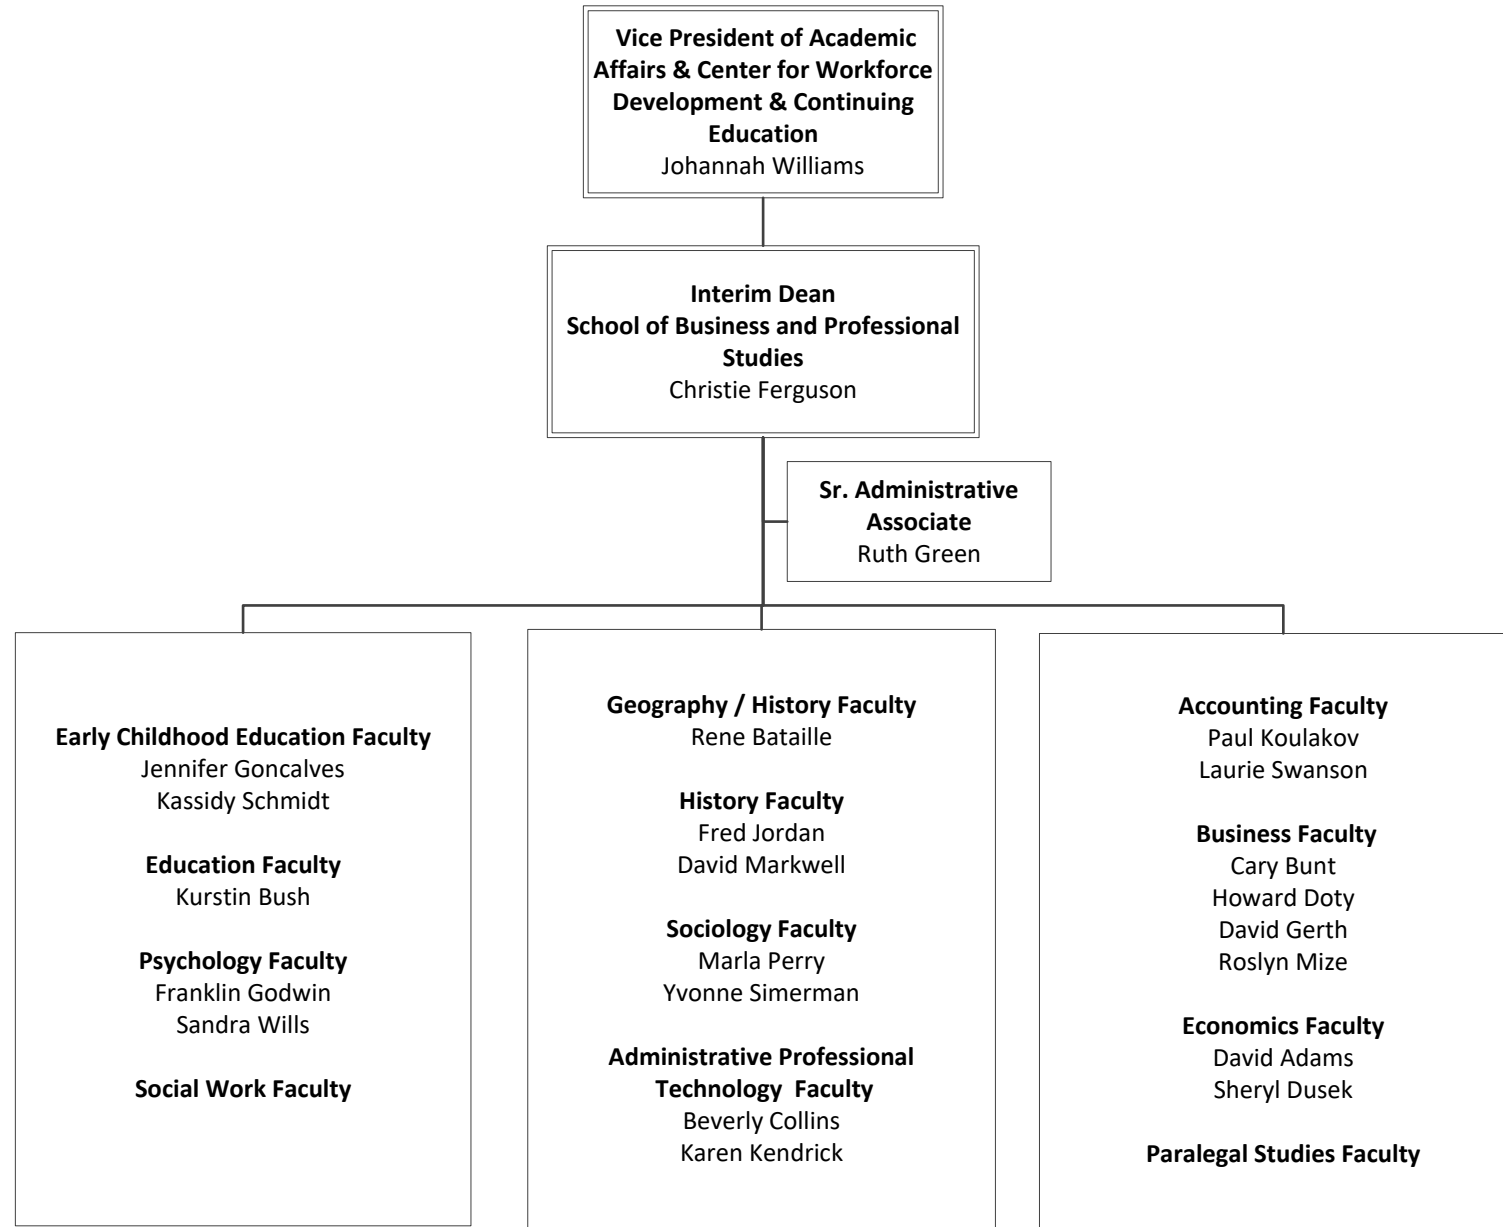 Vice President of Academic
Affairs & Center for Workforce
Development & Continuing
Education
Johannah Williams
Interim Dean
School of Business and Professional
Studies
Christie Ferguson
Sr. Administrative
Associate
Ruth Green
Early Childhood Education Faculty
Jennifer Goncalves
Kassidy Schmidt
Education Faculty
Kurstin Bush
Psychology Faculty
Franklin Godwin
Sandra Wills
Social Work Faculty
Geography / History Faculty
Rene Bataille
History Faculty
Fred Jordan
David Markwell
Sociology Faculty
Marla Perry
Yvonne Simerman
Administrative Professional
Technology  Faculty
Beverly Collins
Karen Kendrick
Accounting Faculty
Paul Koulakov
Laurie Swanson
Business Faculty
Cary Bunt
Howard Doty
David Gerth
Roslyn Mize
Economics Faculty
David Adams
Sheryl Dusek
Paralegal Studies Faculty